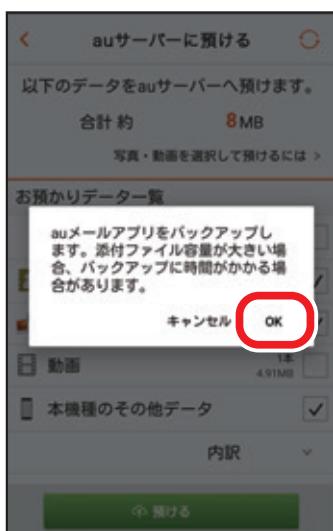 auサーバーに預ける
以下のデータをauサーバーへ預けます。
合計 約 8MB
写真・動画を選択して預けるには >
お預かりデータ一覧
auメールアプリをバックアップし
ます。添付ファイル容量が大きい場
合、バックアップに時間がかかる場
合があります。
キャンセル OK
動画 1本
4.91MB
本機種のその他データ
内訳
預ける